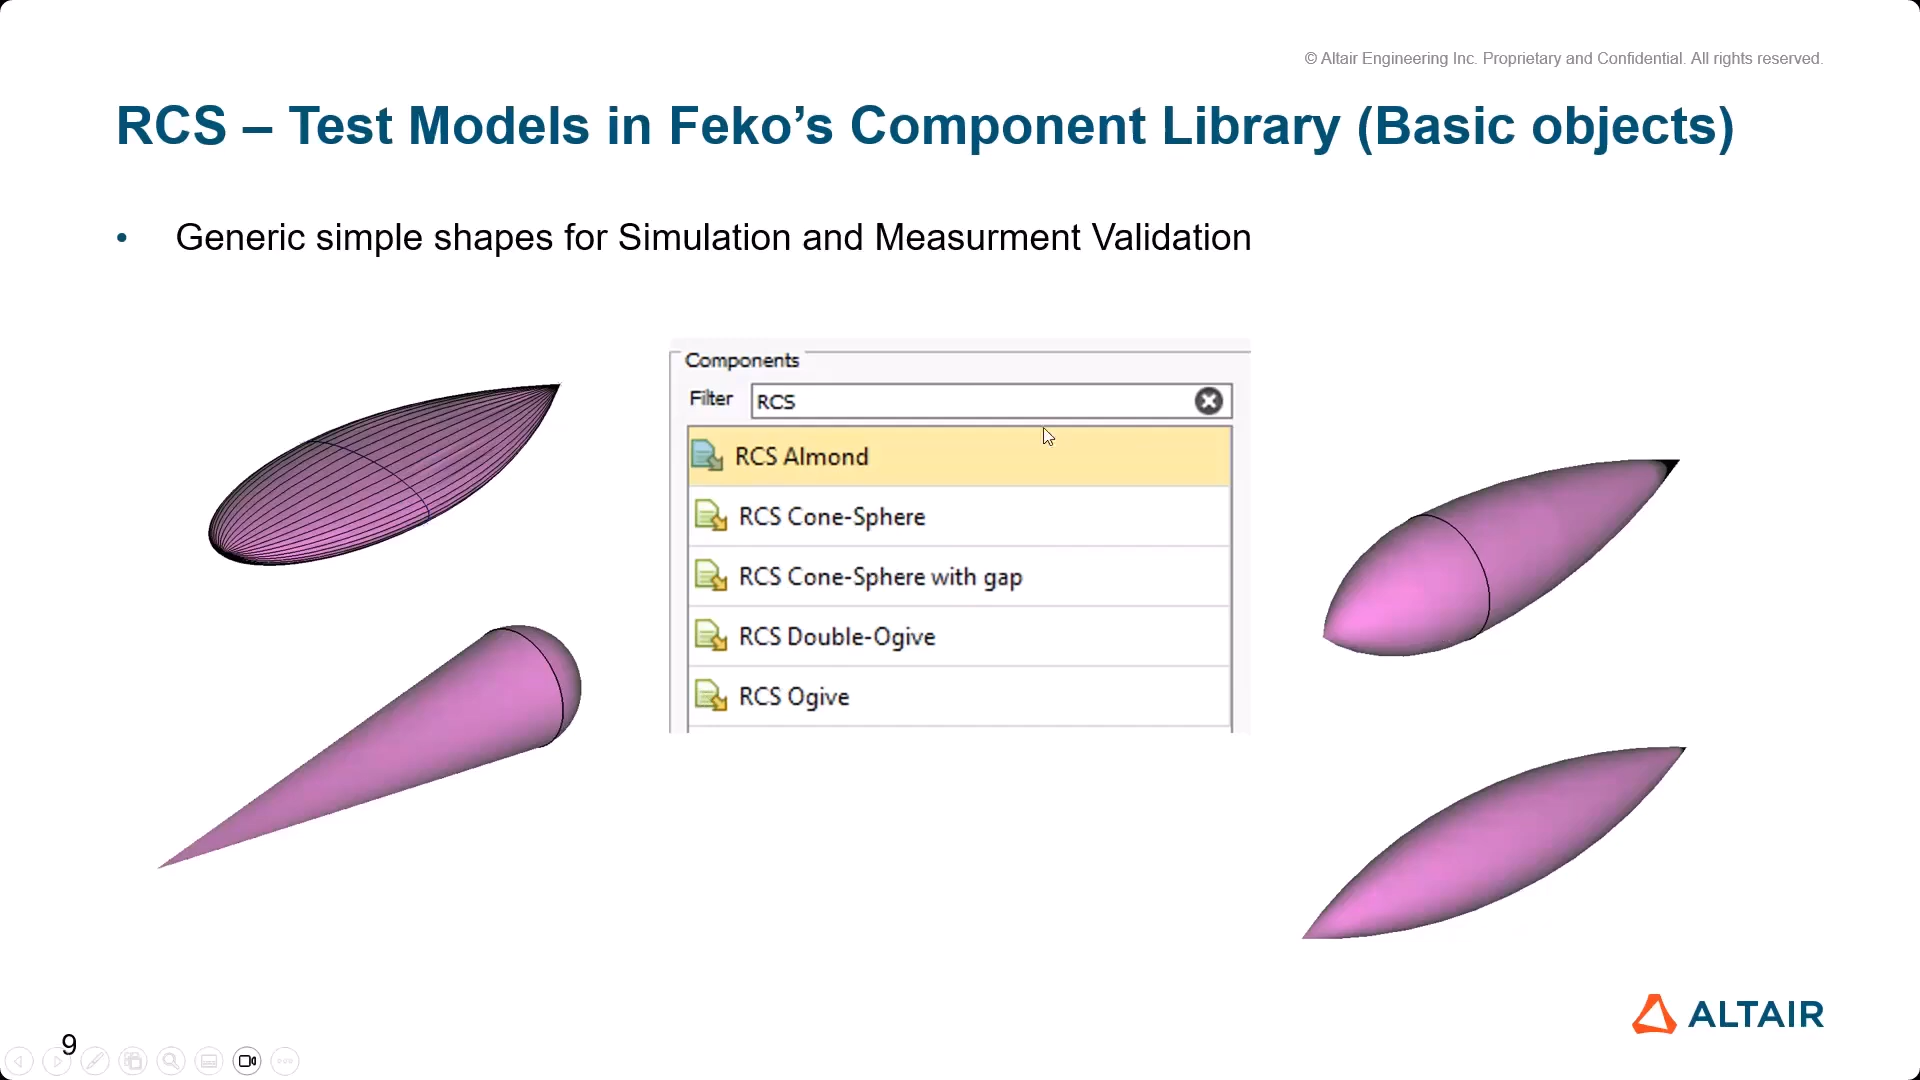 © Altair Engineering Inc. Proprietary and Confidential. All rights reserved.
RCS – Test Models in Feko’s Component Library (Basic objects)
• Generic simple shapes for Simulation and Measurment Validation
Components
Filter RCS
RCS Almond
RCS Cone-Sphere
RCS Cone-Sphere with gap
RCS Double-Ogive
RCS Ogive
ALTAIR
9